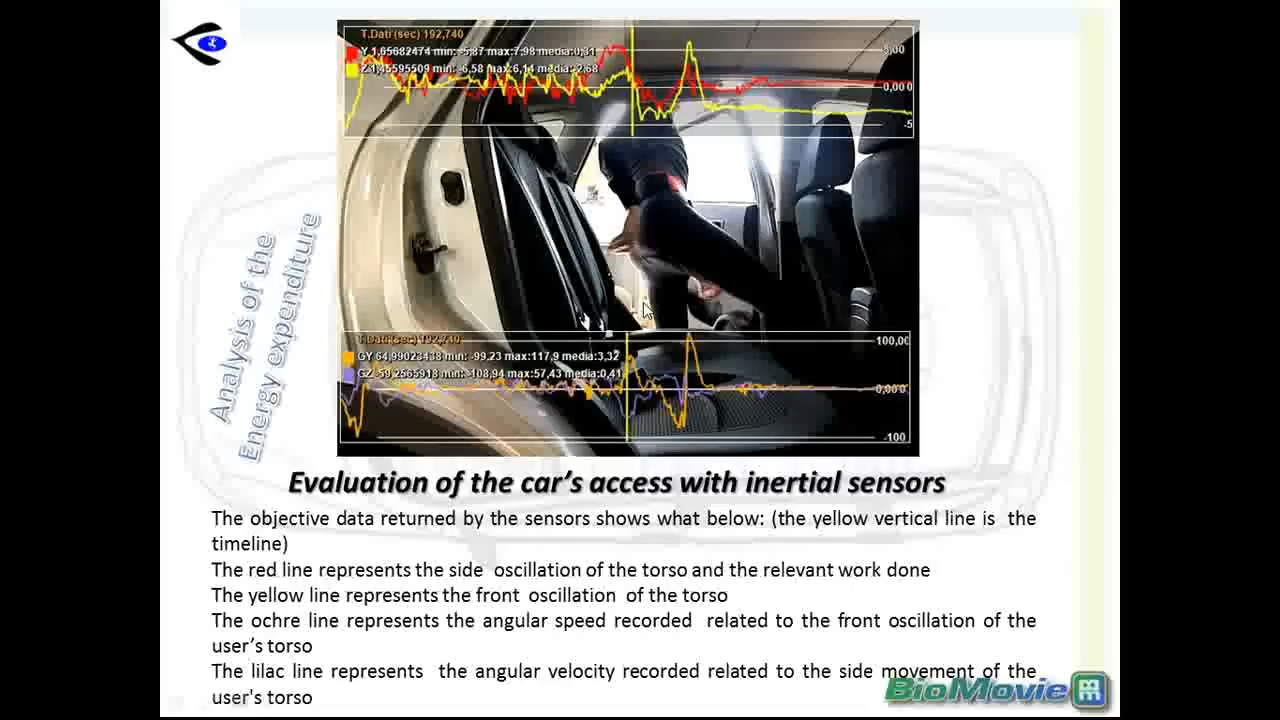 T.Dati(sec) 192,740
Y 1,65682474 min: -5,87 max:7,98 media:0,31
Z 1,45595509 min: -6,58 max:6,14 media:-2,68
5,00
0,000
-5
Analysis of the
Energy expenditure
T.Dati(sec) 192,740
GY 64,99023438 min: -99,23 max:117,9 media:3,32
GZ -59,2565918 min: -108,94 max:57,43 media:0,41
100,00
0,000
-100
Evaluation of the car's access with inertial sensors
The objective data returned by the sensors shows what below: (the yellow vertical line is the
timeline)
The red line represents the side oscillation of the torso and the relevant work done
The yellow line represents the front oscillation of the torso
The ochre line represents the angular speed recorded related to the front oscillation of the
user's torso
The lilac line represents the angular velocity recorded related to the side movement of the
user's torso
BioMovie